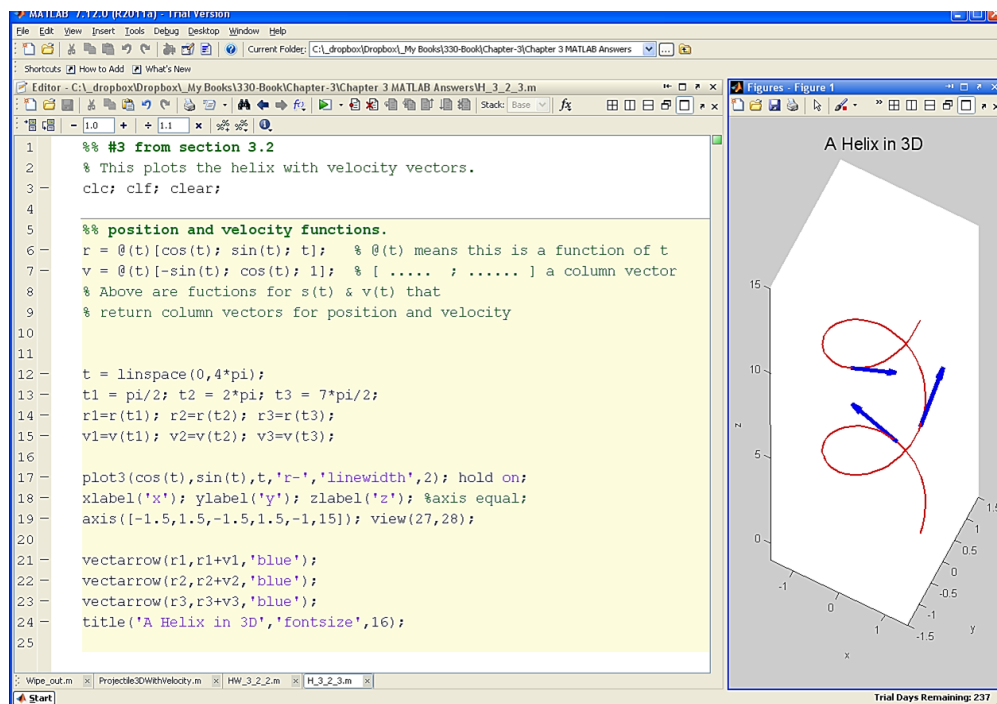 MATLAB 7.12.0 (R2011a) - Trial Version
File Edit View Insert Tools Debug Desktop Window Help
Current Folder: C:\_dropbox\Dropbox\_My Books\330-Book\Chapter-3\Chapter 3 MATLAB Answers
Shortcuts How to Add What's New
Editor - C:\_dropbox\Dropbox\_My Books\330-Book\Chapter-3\Chapter 3 MATLAB Answers\H_3_2_3.m
Stack: Base fx
- 1.0 + ÷ 1.1 ×
1 %% #3 from section 3.2
2 % This plots the helix with velocity vectors.
3 - clc; clf; clear;
4
5 %% position and velocity functions.
6 - r = @(t)[cos(t); sin(t); t]; % @(t) means this is a function of t
7 - v = @(t)[-sin(t); cos(t); 1]; % [ ..... ; ...... ] a column vector
8 % Above are fuctions for s(t) & v(t) that
9 % return column vectors for position and velocity
10
11
12 - t = linspace(0,4*pi);
13 - t1 = pi/2; t2 = 2*pi; t3 = 7*pi/2;
14 - r1=r(t1); r2=r(t2); r3=r(t3);
15 - v1=v(t1); v2=v(t2); v3=v(t3);
16
17 - plot3(cos(t),sin(t),t,'r-','linewidth',2); hold on;
18 - xlabel('x'); ylabel('y'); zlabel('z'); %axis equal;
19 - axis([-1.5,1.5,-1.5,1.5,-1,15]); view(27,28);
20
21 - vectarrow(r1,r1+v1,'blue');
22 - vectarrow(r2,r2+v2,'blue');
23 - vectarrow(r3,r3+v3,'blue');
24 - title('A Helix in 3D','fontsize',16);
25
Wipe_out.m Projectile3DWithVelocity.m HW_3_2_2.m H_3_2_3.m
Start
Figures - Figure 1
A Helix in 3D
15
10
5
0
z
-1
0
1
x
-1.5
-1
-0.5
0
0.5
1
1.5
y
Trial Days Remaining: 237